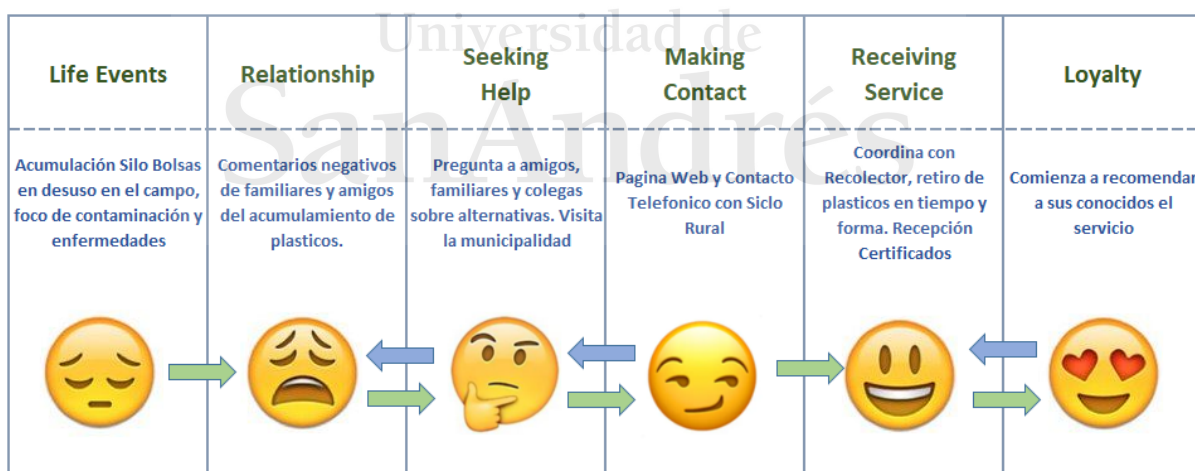 Universidad de
SanAndrés
Life Events
Relationship
Seeking
Help
Making
Contact
Receiving
Service
Loyalty
Acumulación Silo Bolsas
en desuso en el campo,
foco de contaminación y
enfermedades
Comentarios negativos
de familiares y amigos
del acumulamiento de
plasticos.
Pregunta a amigos,
familiares y colegas
sobre alternativas. Visita
la municipalidad
Pagina Web y Contacto
Telefonico con Siclo
Rural
Coordina con
Recolector, retiro de
plasticos en tiempo y
forma. Recepción
Certificados
Comienza a recomendar
a sus conocidos el
servicio